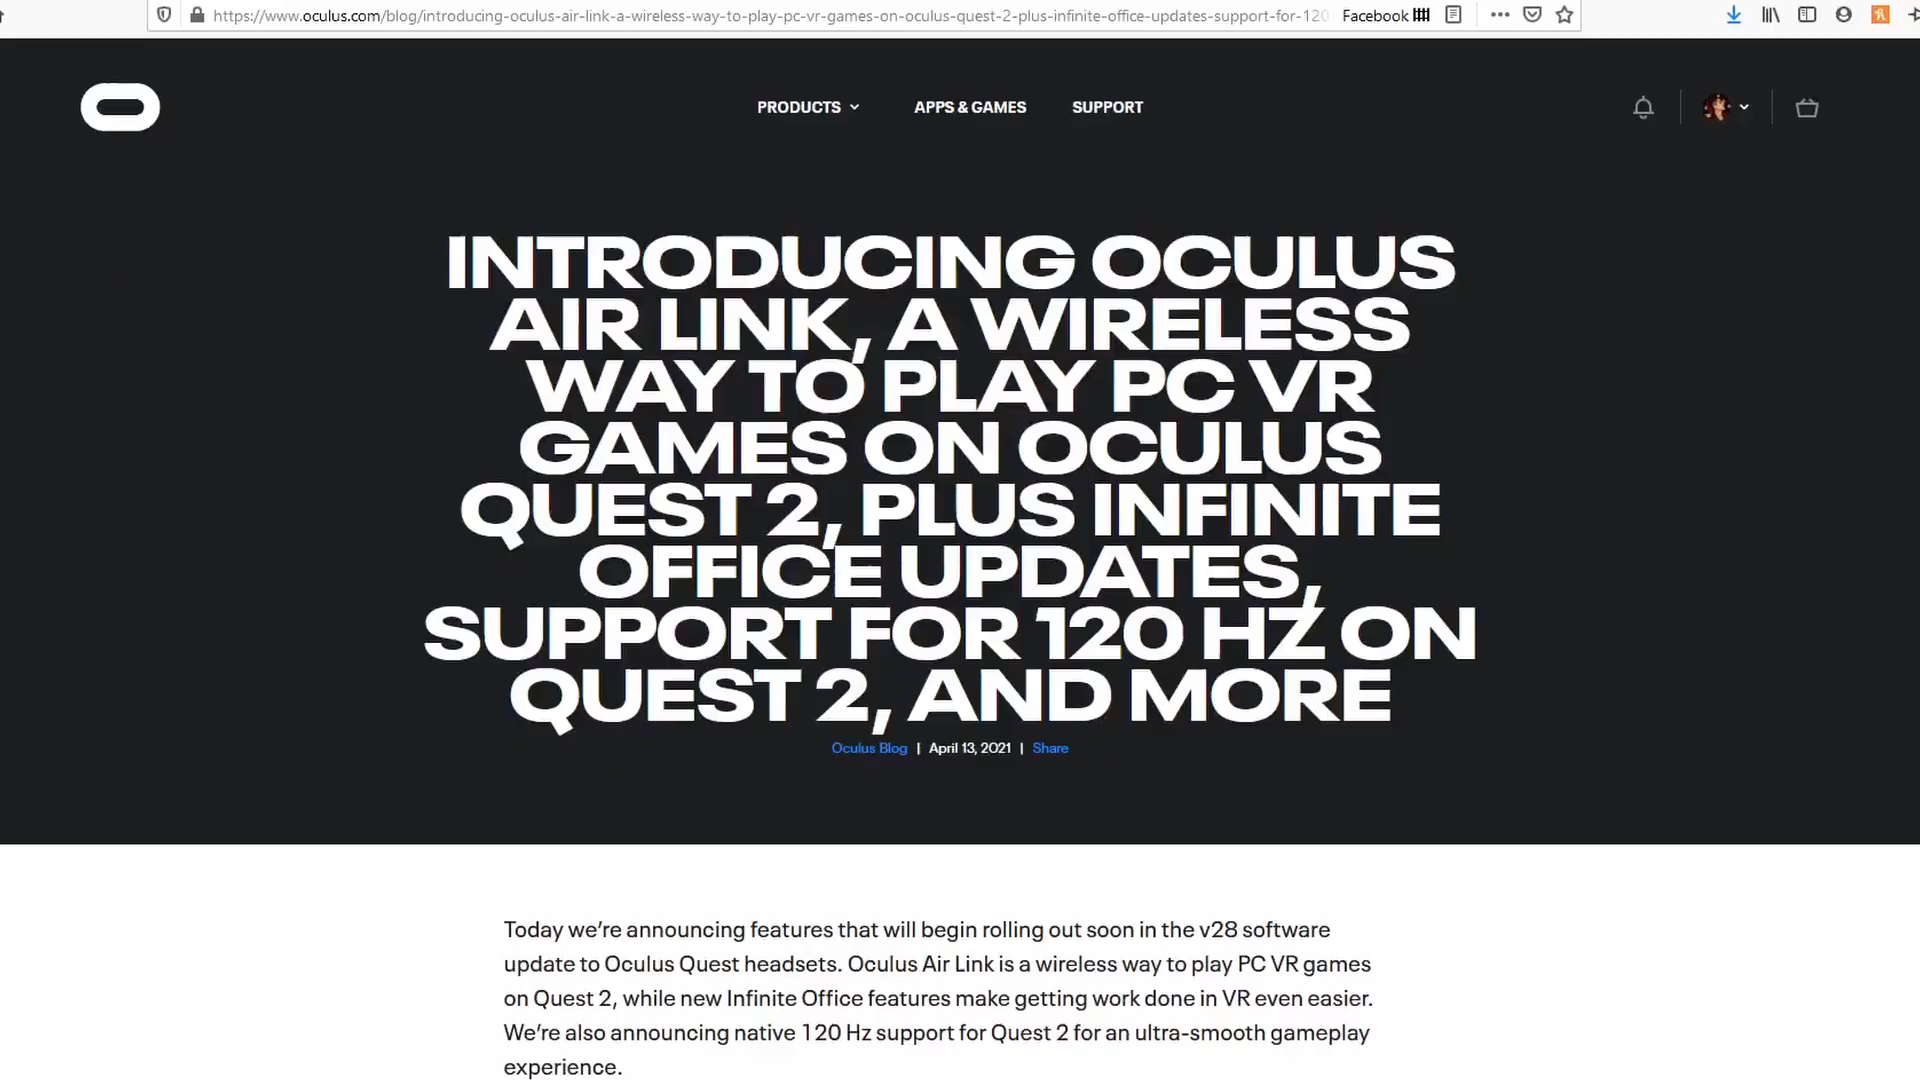 https://www.oculus.com/blog/introducing-oculus-air-link-a-wireless-way-to-play-pc-vr-games-on-oculus-quest-2-plus-infinite-office-updates-support-for-120 Facebook
PRODUCTS APPS & GAMES SUPPORT
INTRODUCING OCULUS
AIR LINK, A WIRELESS
WAY TO PLAY PC VR
GAMES ON OCULUS
QUEST 2, PLUS INFINITE
OFFICE UPDATES,
SUPPORT FOR 120 HZ ON
QUEST 2, AND MORE
Oculus Blog | April 13, 2021 | Share
Today we're announcing features that will begin rolling out soon in the v28 software
update to Oculus Quest headsets. Oculus Air Link is a wireless way to play PC VR games
on Quest 2, while new Infinite Office features make getting work done in VR even easier.
We're also announcing native 120 Hz support for Quest 2 for an ultra-smooth gameplay
experience.